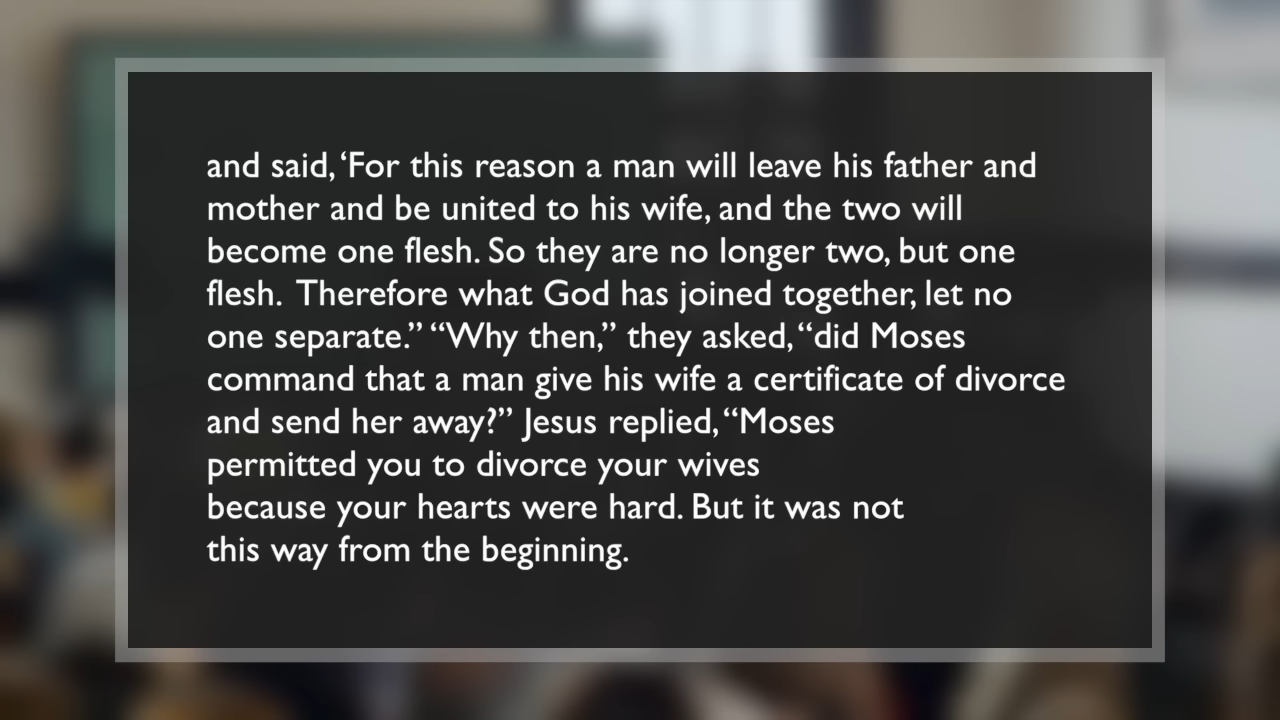 and said, ‘For this reason a man will leave his father and
mother and be united to his wife, and the two will
become one flesh. So they are no longer two, but one
flesh.  Therefore what God has joined together, let no
one separate.” “Why then,” they asked, “did Moses
command that a man give his wife a certificate of divorce
and send her away?” Jesus replied, “Moses
permitted you to divorce your wives
because your hearts were hard. But it was not
this way from the beginning.